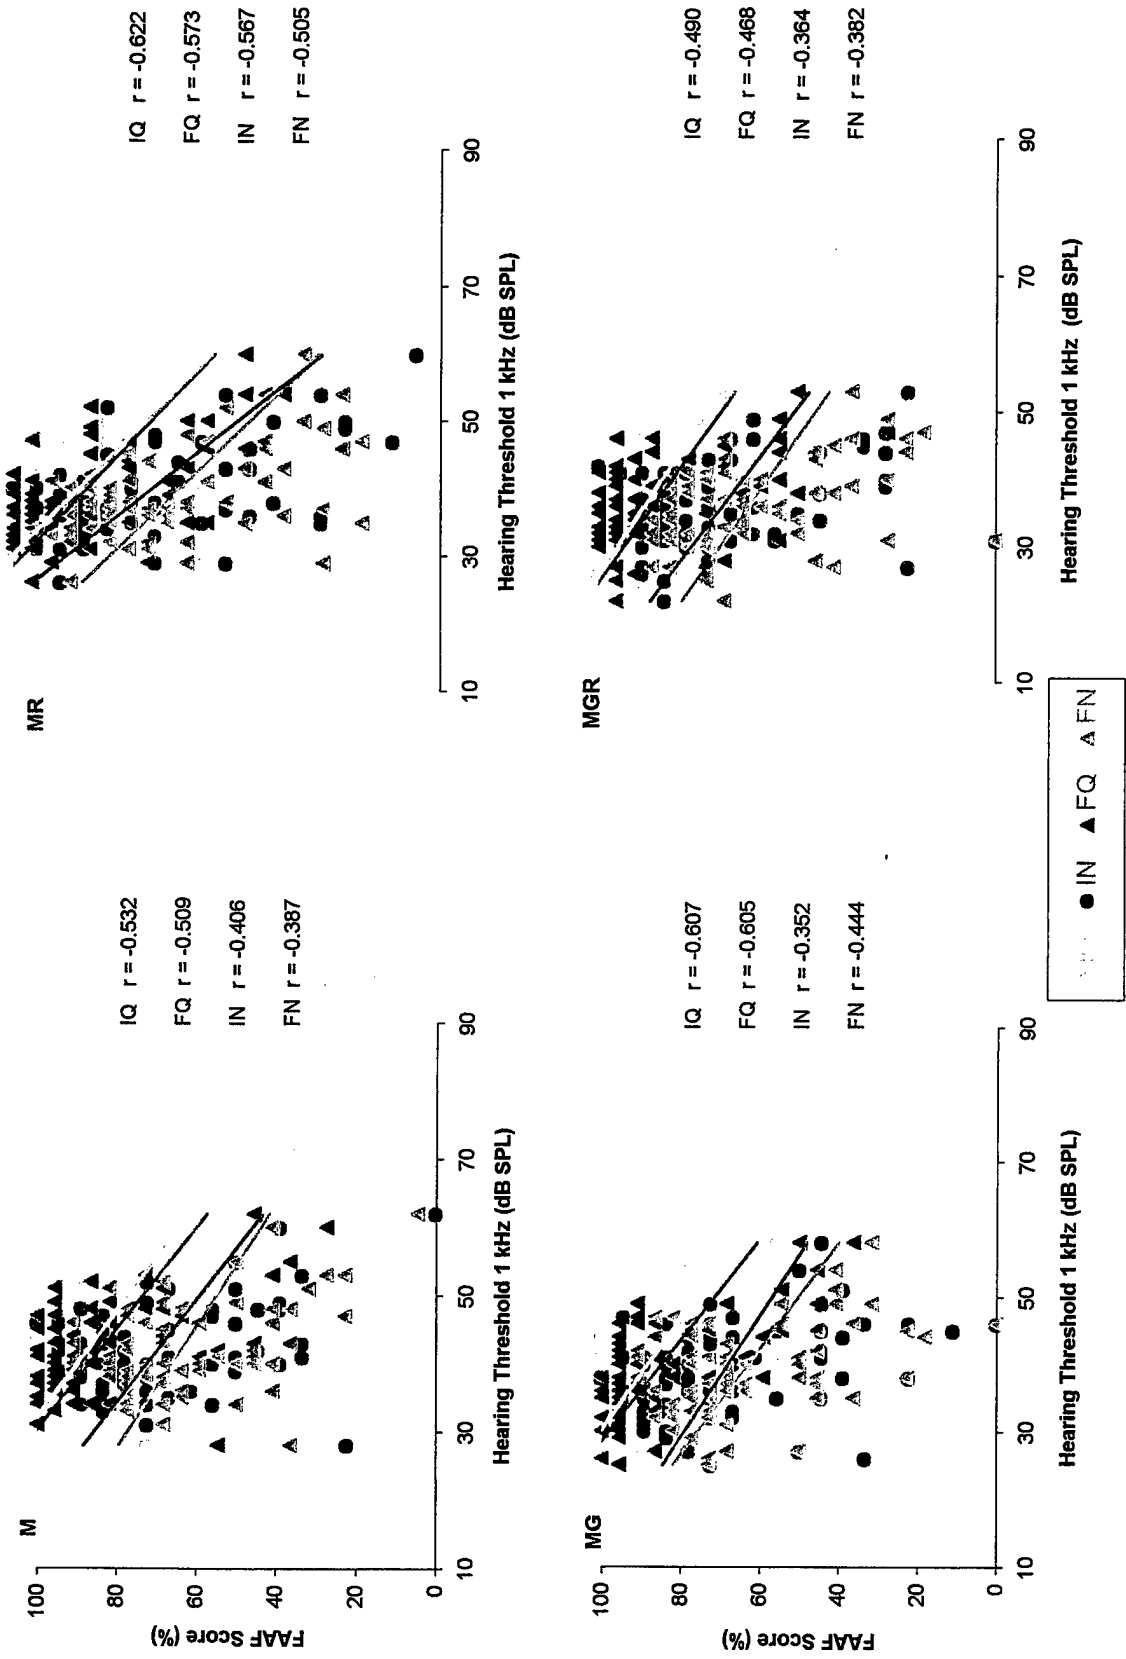 M
FAAF Score (%)
100
80
60
40
20
0
10
30
50
70
90
Hearing Threshold 1 kHz (dB SPL)
IQ r = -0.532
FQ r = -0.509
IN r = -0.406
FN r = -0.387
MR
10
30
50
70
90
Hearing Threshold 1 kHz (dB SPL)
IQ r = -0.622
FQ r = -0.573
IN r = -0.567
FN r = -0.505
MG
FAAF Score (%)
100
80
60
40
20
0
10
30
50
70
90
Hearing Threshold 1 kHz (dB SPL)
IQ r = -0.607
FQ r = -0.605
IN r = -0.352
FN r = -0.444
MGR
10
30
50
70
90
Hearing Threshold 1 kHz (dB SPL)
IQ r = -0.490
FQ r = -0.468
IN r = -0.364
FN r = -0.382
IN FQ FN